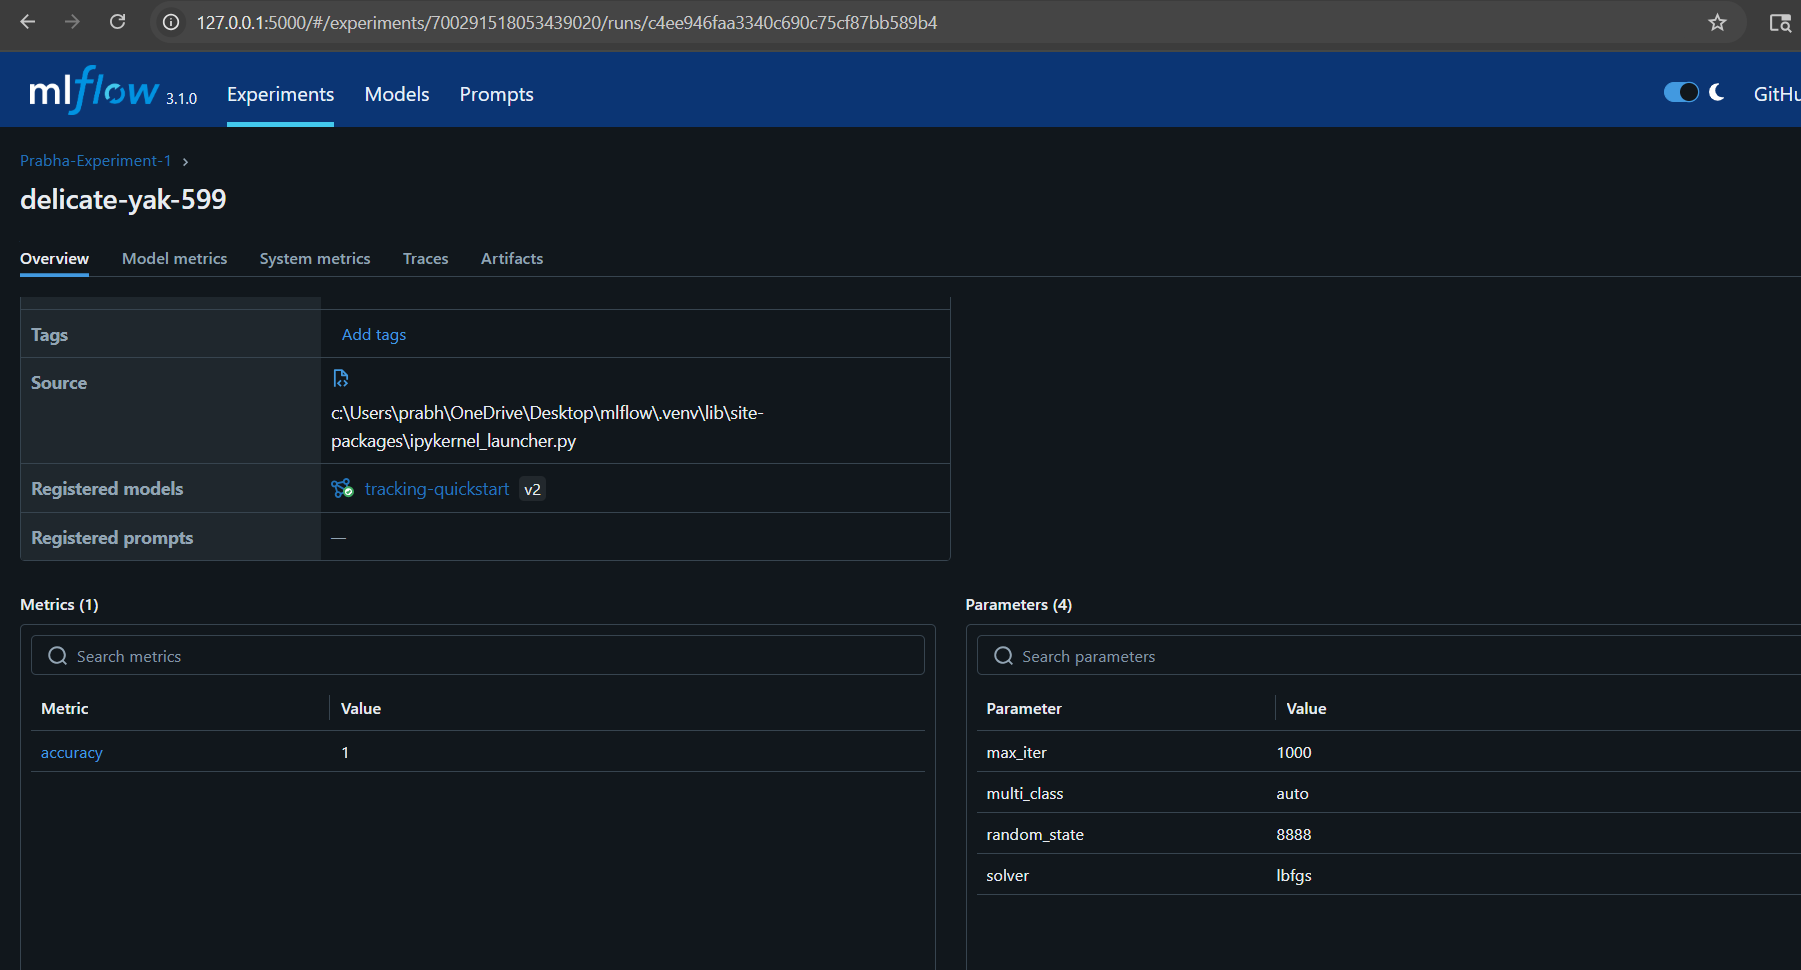 127.0.0.1:5000/#/experiments/700291518053439020/runs/c4ee946faa3340c690c75cf87bb589b4
mlflow 3.1.0 Experiments Models Prompts GitHu
Prabha-Experiment-1 ›
delicate-yak-599
Overview Model metrics System metrics Traces Artifacts
Tags Add tags
Source
c:\Users\prabh\OneDrive\Desktop\mlflow\.venv\lib\site-
packages\ipykernel_launcher.py
Registered models tracking-quickstart v2
Registered prompts —
Metrics (1)
Search metrics
Metric Value
accuracy 1
Parameters (4)
Search parameters
Parameter Value
max_iter 1000
multi_class auto
random_state 8888
solver lbfgs